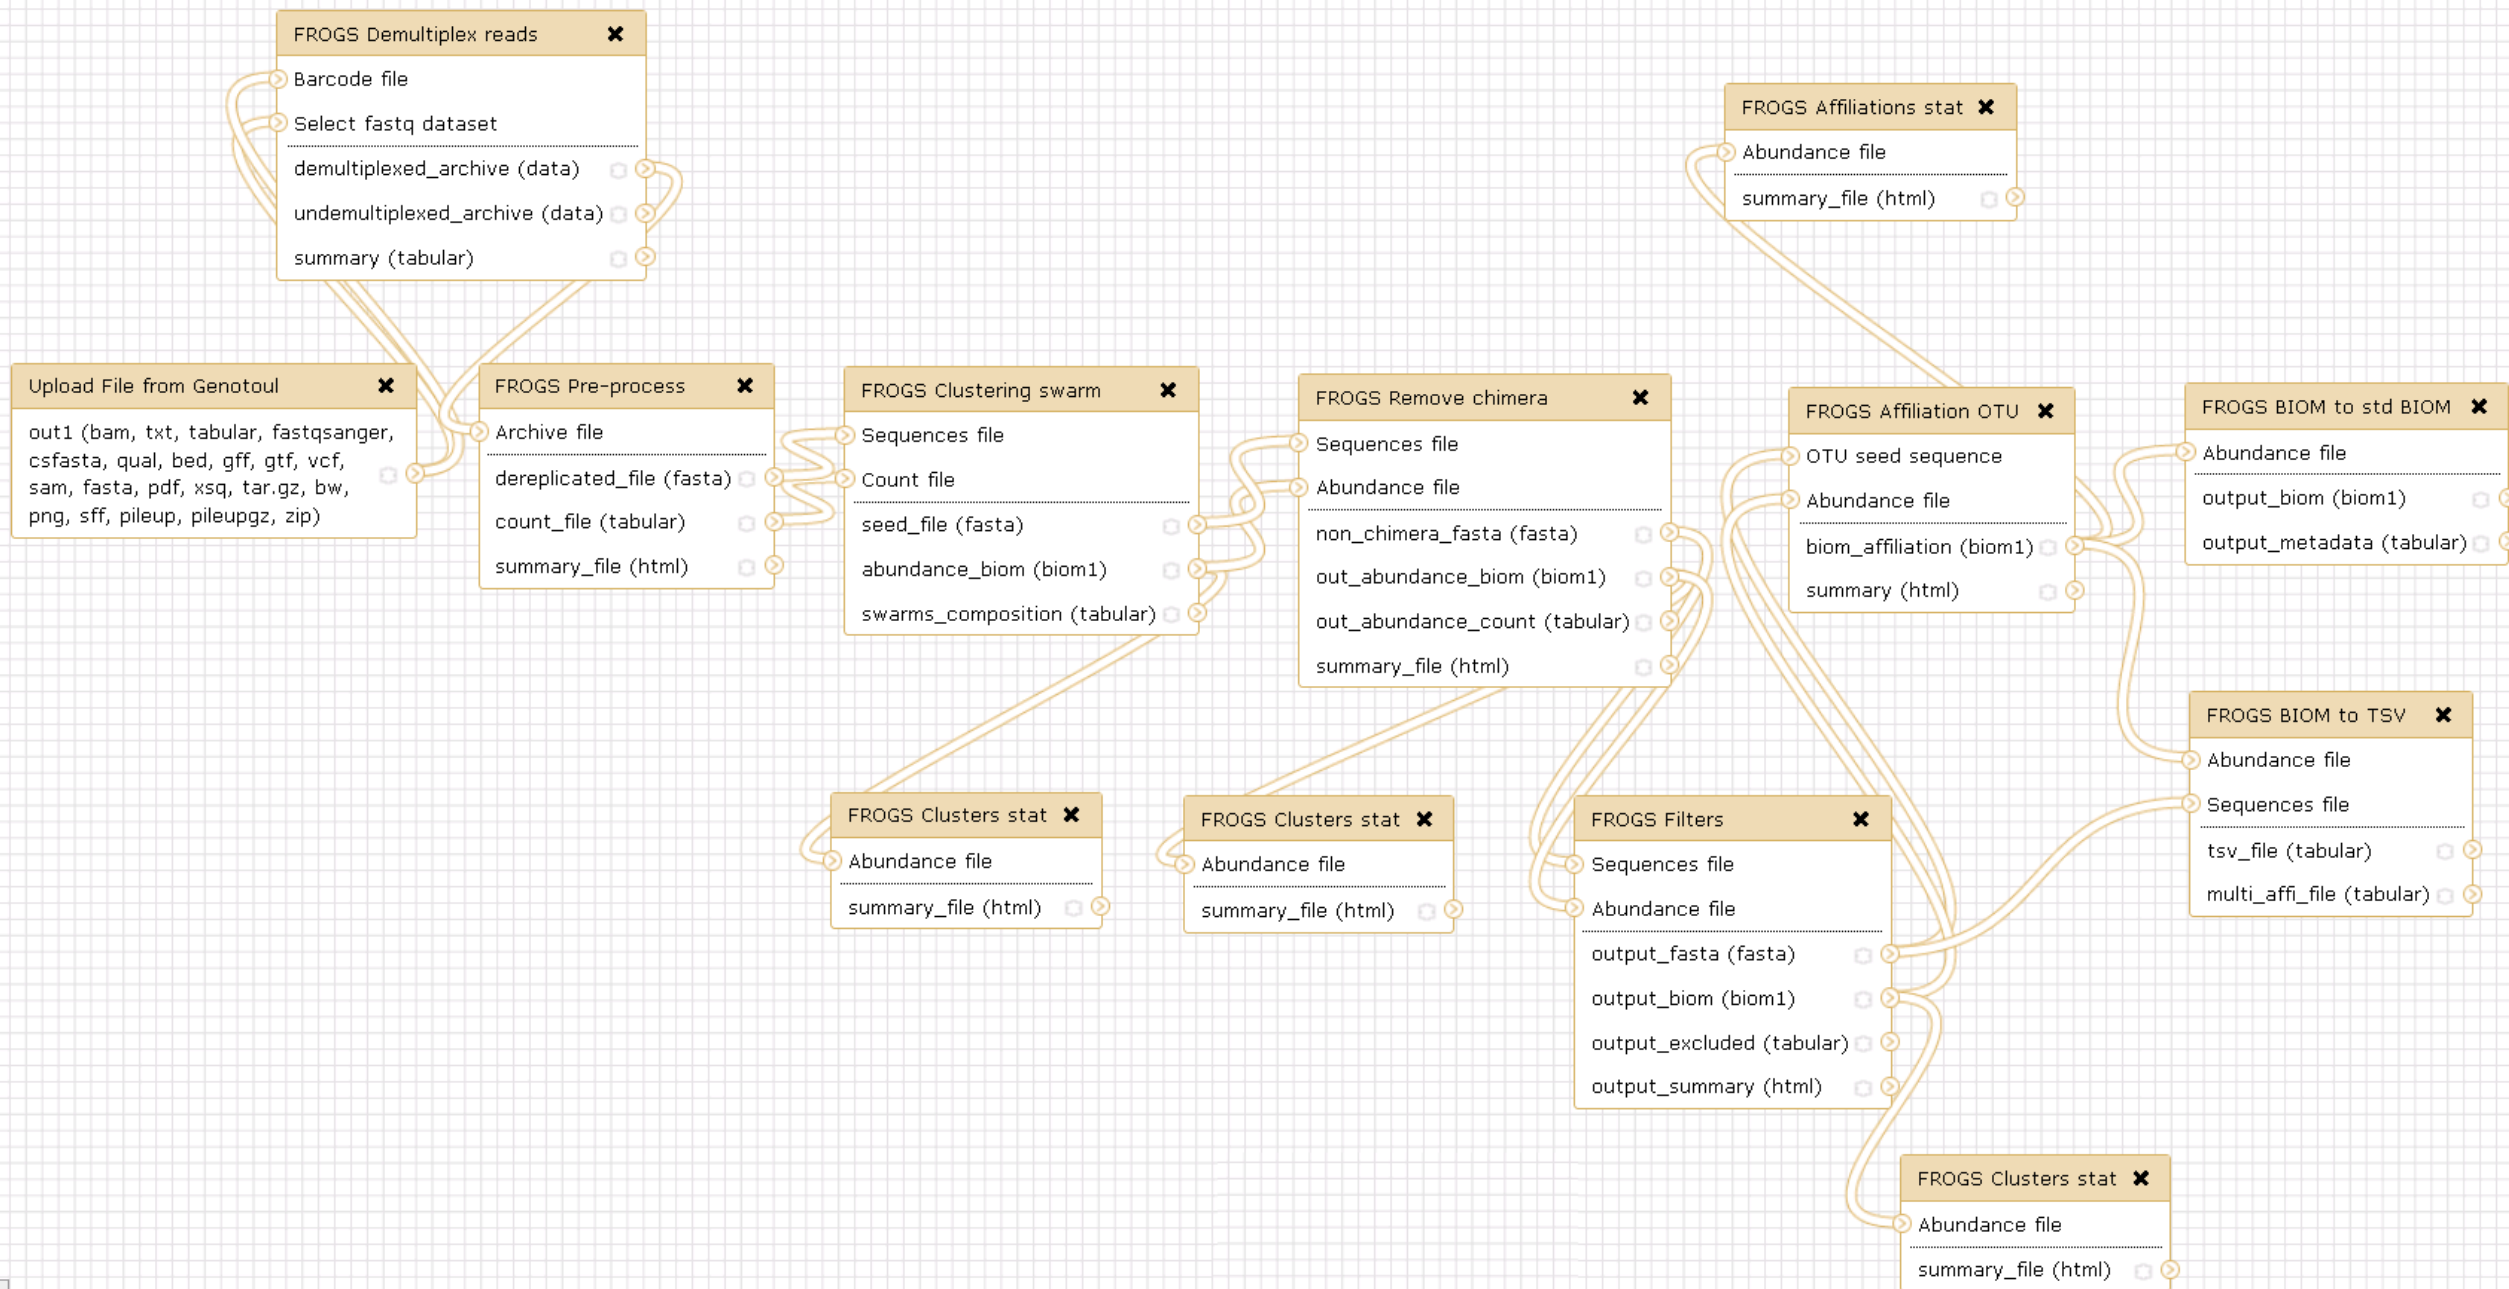 FROGS Demultiplex reads
Barcode file
Select fastq dataset
demultiplexed_archive (data)
undemultiplexed_archive (data)
summary (tabular)
FROGS Affiliations stat
Abundance file
summary_file (html)
Upload File from Genotoul
out1 (bam, txt, tabular, fastqsanger,
csfasta, qual, bed, gff, gtf, vcf,
sam, fasta, pdf, xsq, tar.gz, bw,
png, sff, pileup, pileupgz, zip)
FROGS Pre-process
Archive file
dereplicated_file (fasta)
count_file (tabular)
summary_file (html)
FROGS Clustering swarm
Sequences file
Count file
seed_file (fasta)
abundance_biom (biom1)
swarms_composition (tabular)
FROGS Remove chimera
Sequences file
Abundance file
non_chimera_fasta (fasta)
out_abundance_biom (biom1)
out_abundance_count (tabular)
summary_file (html)
FROGS Affiliation OTU
OTU seed sequence
Abundance file
biom_affiliation (biom1)
summary (html)
FROGS BIOM to std BIOM
Abundance file
output_biom (biom1)
output_metadata (tabular)
FROGS BIOM to TSV
Abundance file
Sequences file
tsv_file (tabular)
multi_affi_file (tabular)
FROGS Clusters stat
Abundance file
summary_file (html)
FROGS Clusters stat
Abundance file
summary_file (html)
FROGS Filters
Sequences file
Abundance file
output_fasta (fasta)
output_biom (biom1)
output_excluded (tabular)
output_summary (html)
FROGS Clusters stat
Abundance file
summary_file (html)